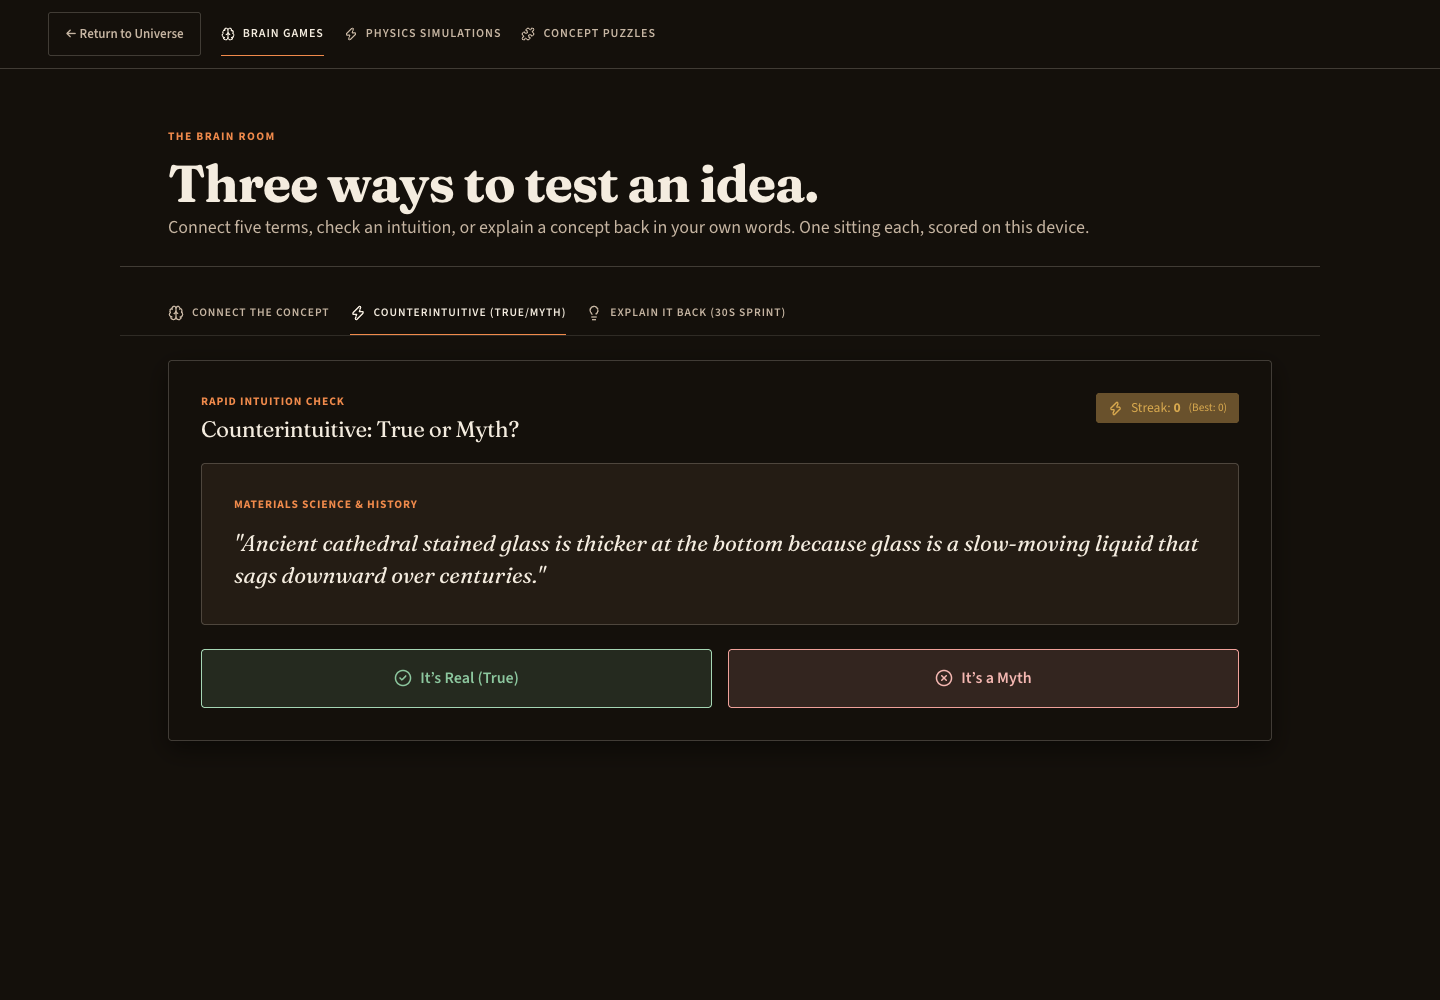 ← Return to Universe
BRAIN GAMES
PHYSICS SIMULATIONS
CONCEPT PUZZLES
THE BRAIN ROOM
Three ways to test an idea.
Connect five terms, check an intuition, or explain a concept back in your own words. One sitting each, scored on this device.
CONNECT THE CONCEPT
COUNTERINTUITIVE (TRUE/MYTH)
EXPLAIN IT BACK (30S SPRINT)
RAPID INTUITION CHECK
Counterintuitive: True or Myth?
Streak: 0 (Best: 0)
MATERIALS SCIENCE & HISTORY
"Ancient cathedral stained glass is thicker at the bottom because glass is a slow-moving liquid that
sags downward over centuries."
It’s Real (True)
It’s a Myth